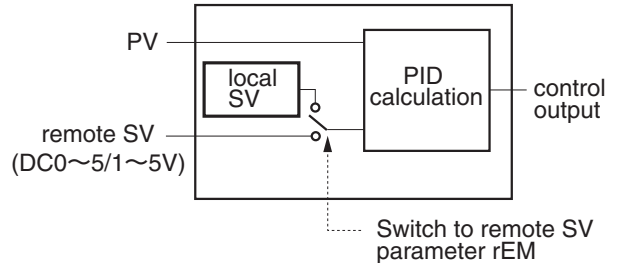 PV
local
SV
PID
calculation
control
output
remote SV
(DC0〜5/1〜5V)
Switch to remote SV
parameter rEM